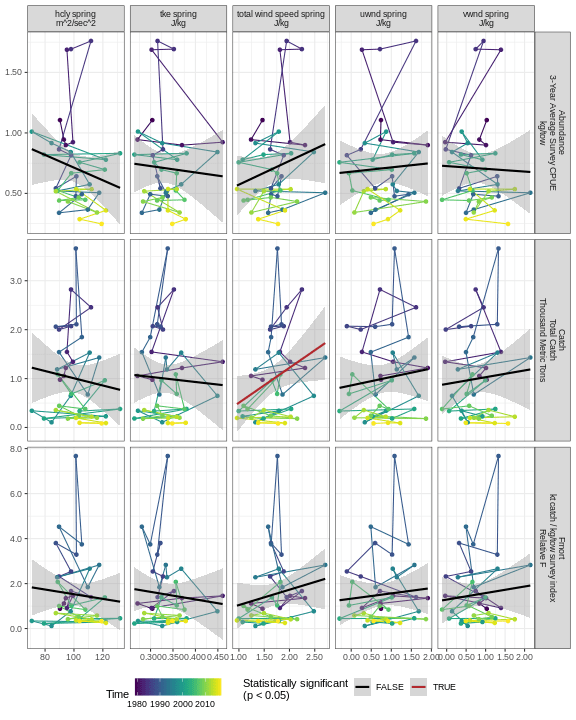 hcly spring
m^2/sec^2
tke spring
J/kg
total wind speed spring
J/kg
uwnd spring
J/kg
vwnd spring
J/kg
1.50
1.00
0.50
Abundance
3-Year Average Survey CPUE
kg/tow
3.0
2.0
1.0
0.0
Catch
Total Catch
Thousand Metric Tons
8.0
6.0
4.0
2.0
0.0
Fmort
kt catch / kg/tow survey index
Relative F
80 100 120
0.300 0.350 0.400 0.450
1.00 1.50 2.00 2.50
0.00 0.50 1.00 1.50 2.00
0.00 0.50 1.00 1.50 2.00
Time
1980 1990 2000 2010
Statistically significant
(p < 0.05)
FALSE
TRUE